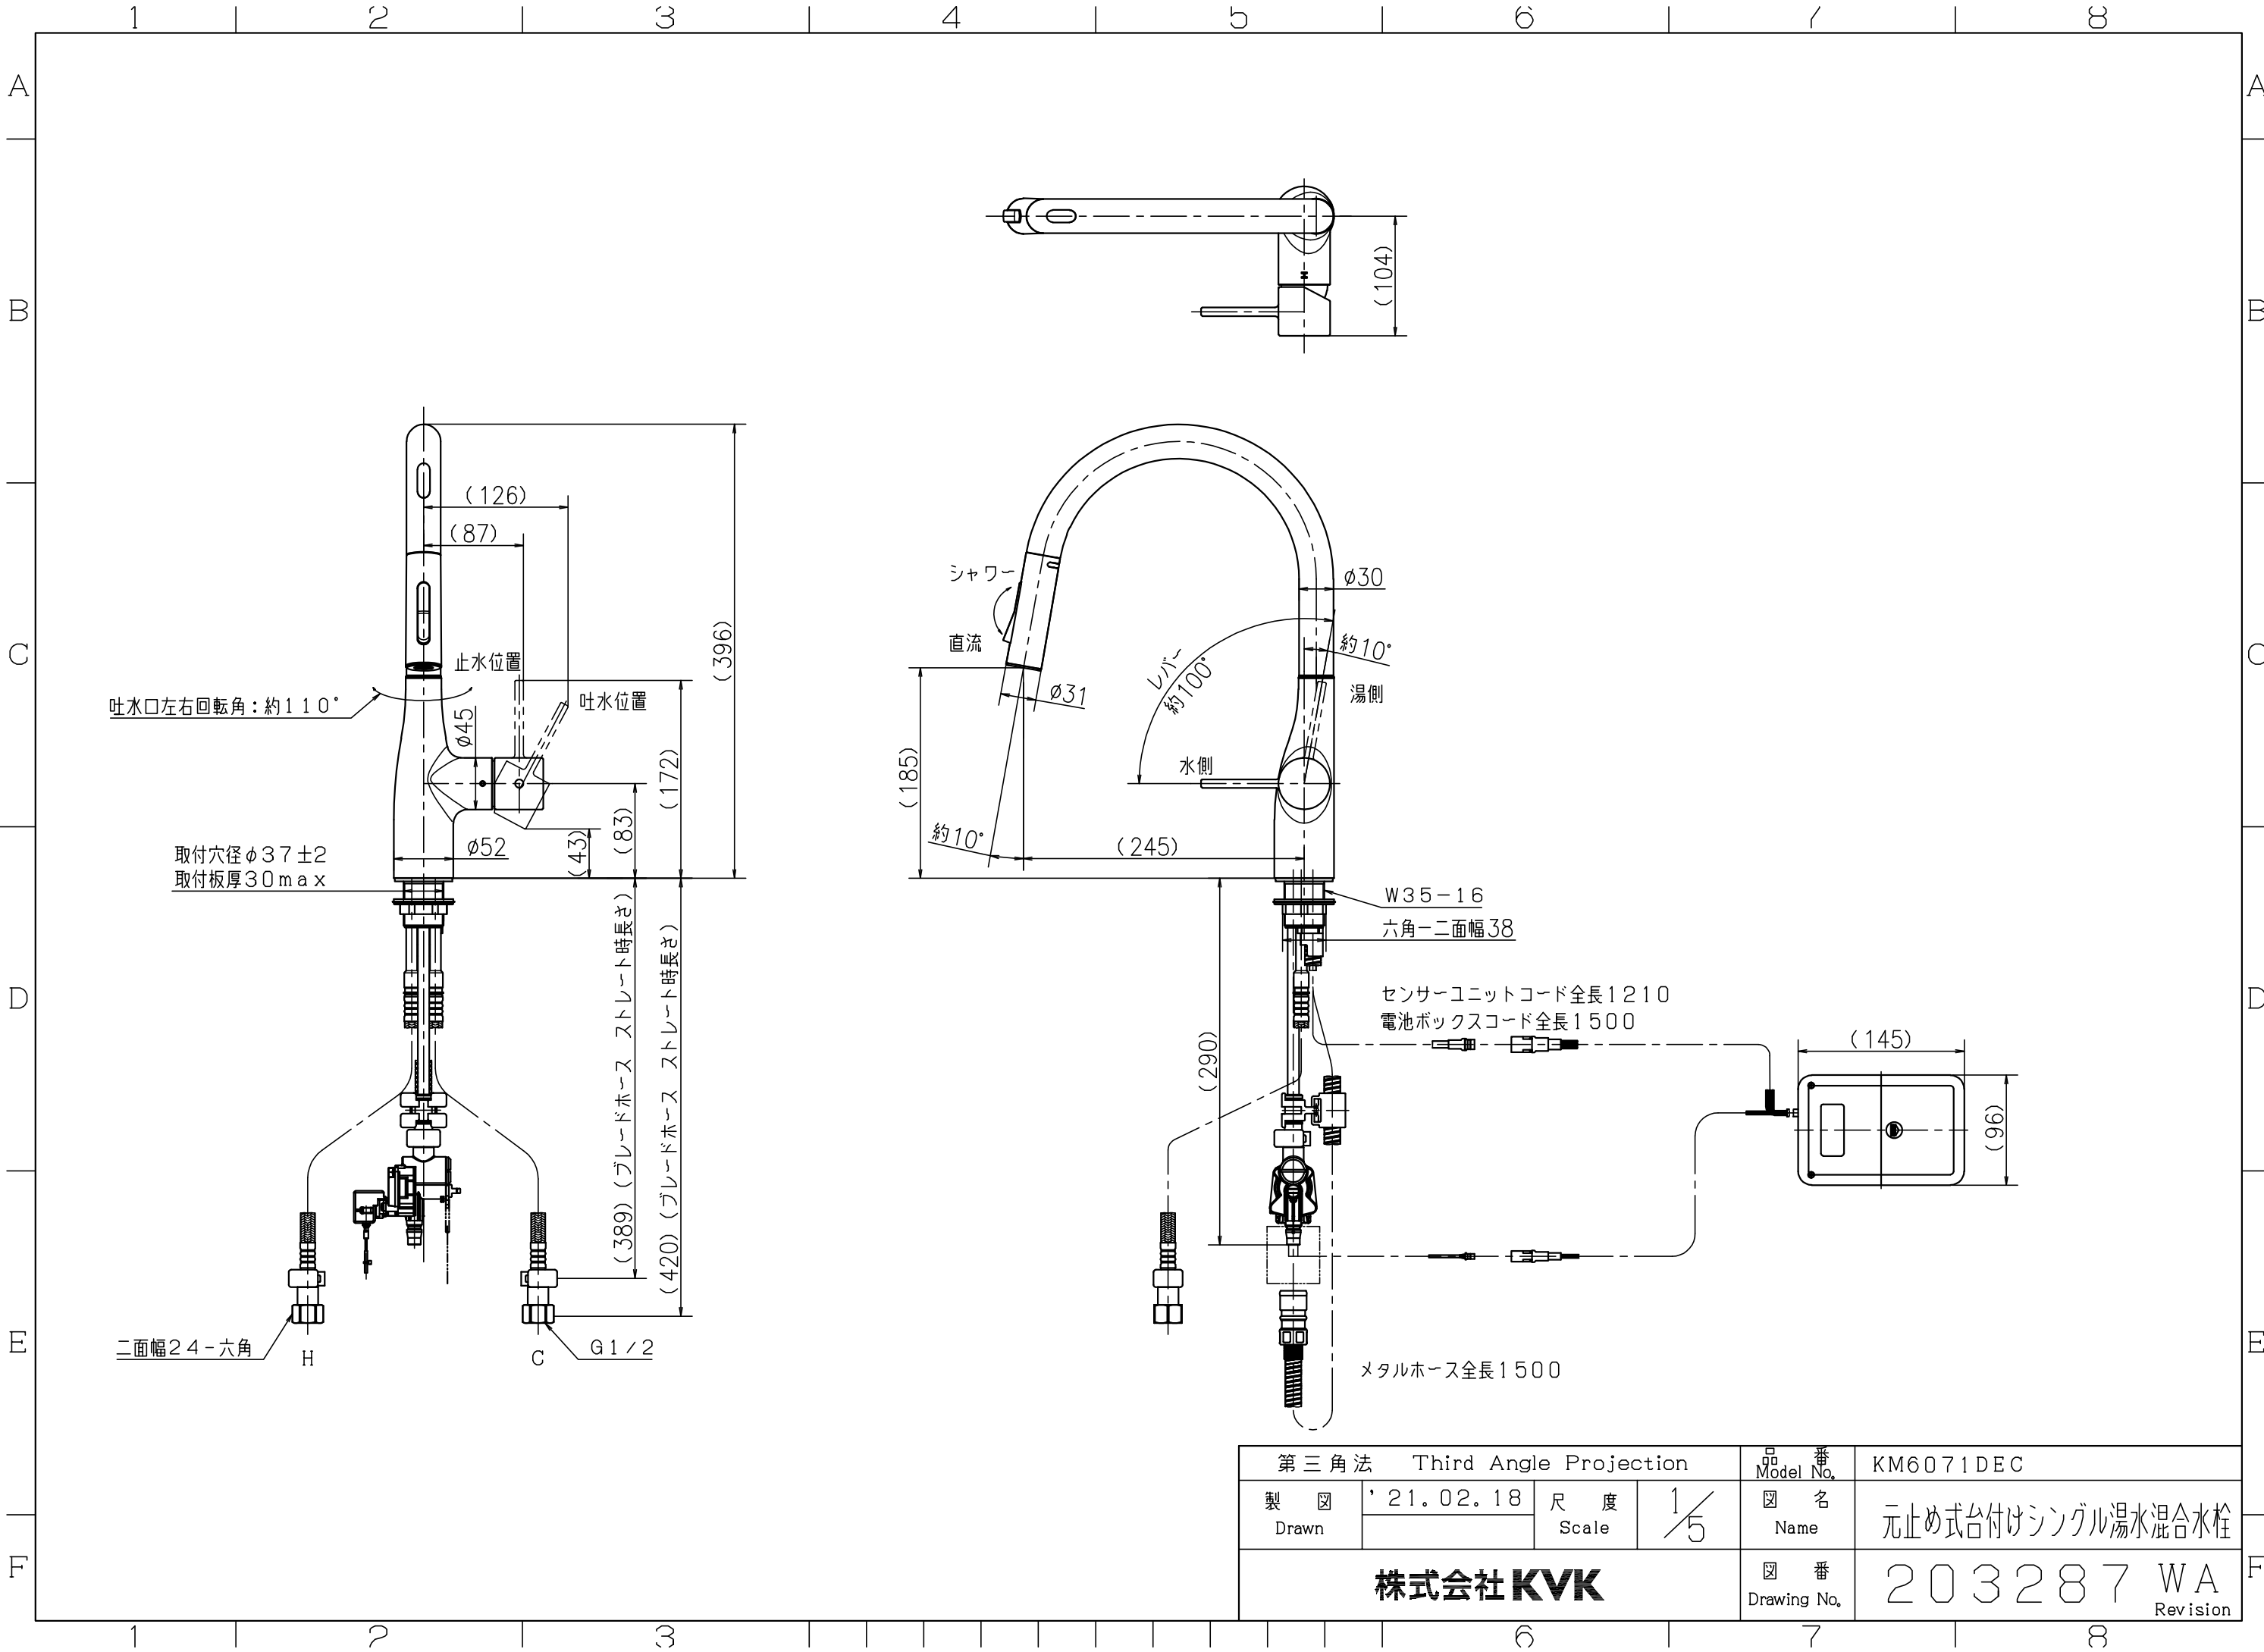 1 2 3 4 5 6 7 8
A A
B B
C C
D D
E E
F F
(104)
(126)
(87)
止水位置
吐水位置
吐水口左右回転角：約110°
φ45
(396)
(172)
(83)
(43)
φ52
取付穴径φ37±2
取付板厚30max
(389)(ブレードホース ストレート時長さ)
(420)(ブレードホース ストレート時長さ)
二面幅24-六角
H
C
G1/2
シャワー
直流
φ30
約10°
レバー
約100°
湯側
φ31
水側
(185)
約10°
(245)
W35-16
六角-二面幅38
(290)
センサーユニットコード全長1210
電池ボックスコード全長1500
(145)
(96)
メタルホース全長1500
第三角法 Third Angle Projection
品番
Model No.
KM6071DEC
製図
Drawn
'21.02.18
尺度
Scale
1/5
図名
Name
元止め式台付けシングル湯水混合水栓
株式会社KVK
図番
Drawing No.
203287 WA
Revision
1 2 3 6 7 8